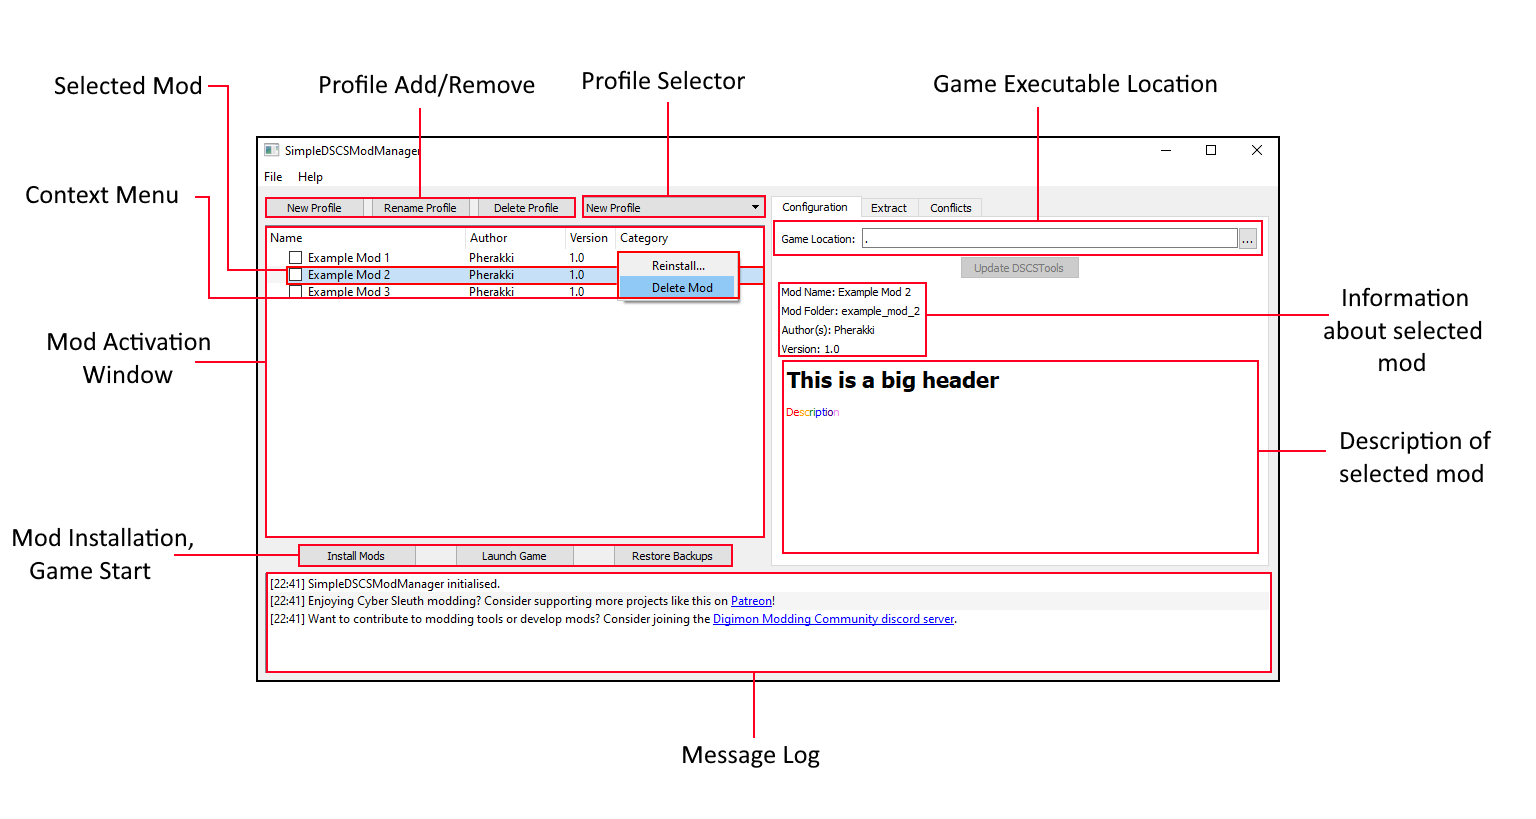 Selected Mod
Profile Add/Remove
Profile Selector
Game Executable Location
Context Menu
SimpleDSCSModManager
File Help
New Profile Rename Profile Delete Profile New Profile
Configuration Extract Conflicts
Game Location: . ...
Update DSCSTools
Name Author Version Category
Example Mod 1 Pherakki 1.0
Example Mod 2 Pherakki 1.0
Example Mod 3 Pherakki 1.0
Reinstall...
Delete Mod
Mod Name: Example Mod 2
Mod Folder: example_mod_2
Author(s): Pherakki
Version: 1.0
Information
about selected
mod
Mod Activation
Window
This is a big header
Description
Description of
selected mod
Mod Installation,
Game Start
Install Mods Launch Game Restore Backups
[22:41] SimpleDSCSModManager initialised.
[22:41] Enjoying Cyber Sleuth modding? Consider supporting more projects like this on Patreon!
[22:41] Want to contribute to modding tools or develop mods? Consider joining the Digimon Modding Community discord server.
Message Log